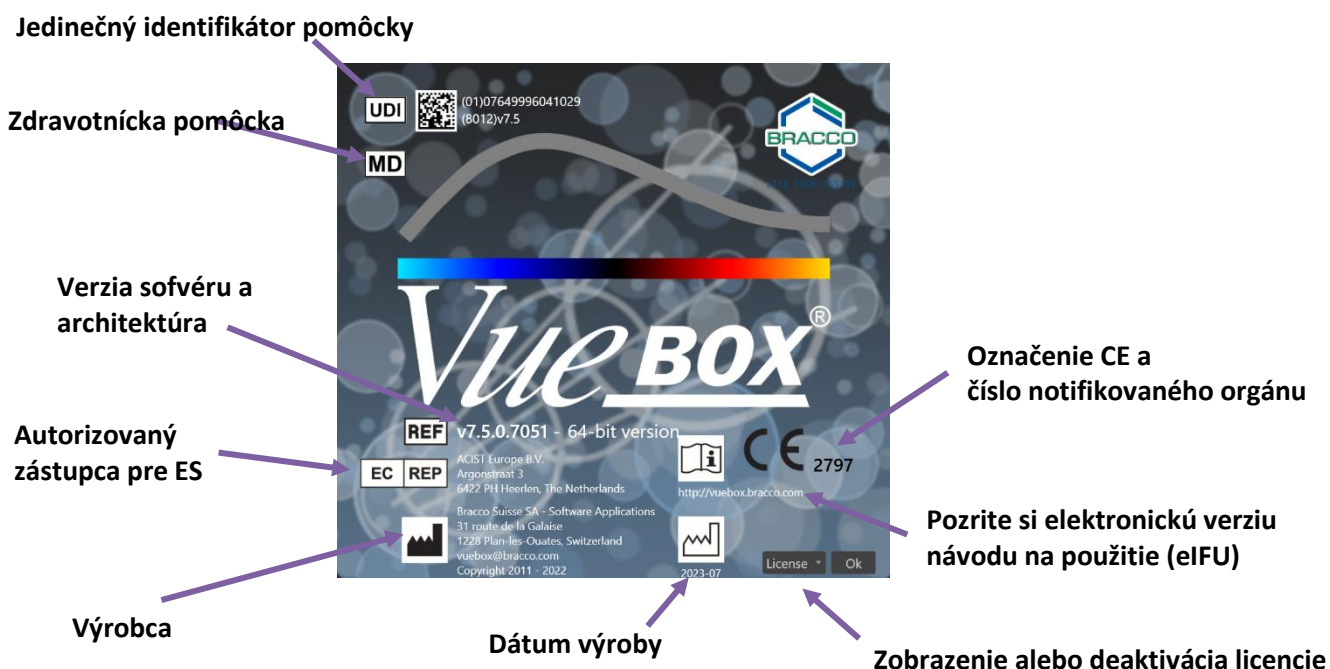 Jedinečný identifikátor pomôcky
UDI
(01)07649996041029
(8012)v7.5
BRACCO
LIFE FROM INSIDE
Zdravotnícka pomôcka
MD
VueBOX®
Verzia sofvéru a
architektúra
REF
v7.5.0.7051 - 64-bit version
Označenie CE a
číslo notifikovaného orgánu
CE 2797
Autorizovaný
zástupca pre ES
EC REP
ACIST Europe B.V.
Argonstraat 3
6422 PH Heerlen, The Netherlands
http://vuebox.bracco.com
Pozrite si elektronickú verziu
návodu na použitie (eIFU)
Bracco Suisse SA - Software Applications
31 route de la Galaise
1228 Plan-les-Ouates, Switzerland
vuebox@bracco.com
Copyright 2011 - 2022
2023-07
License
Ok
Výrobca
Dátum výroby
Zobrazenie alebo deaktivácia licencie